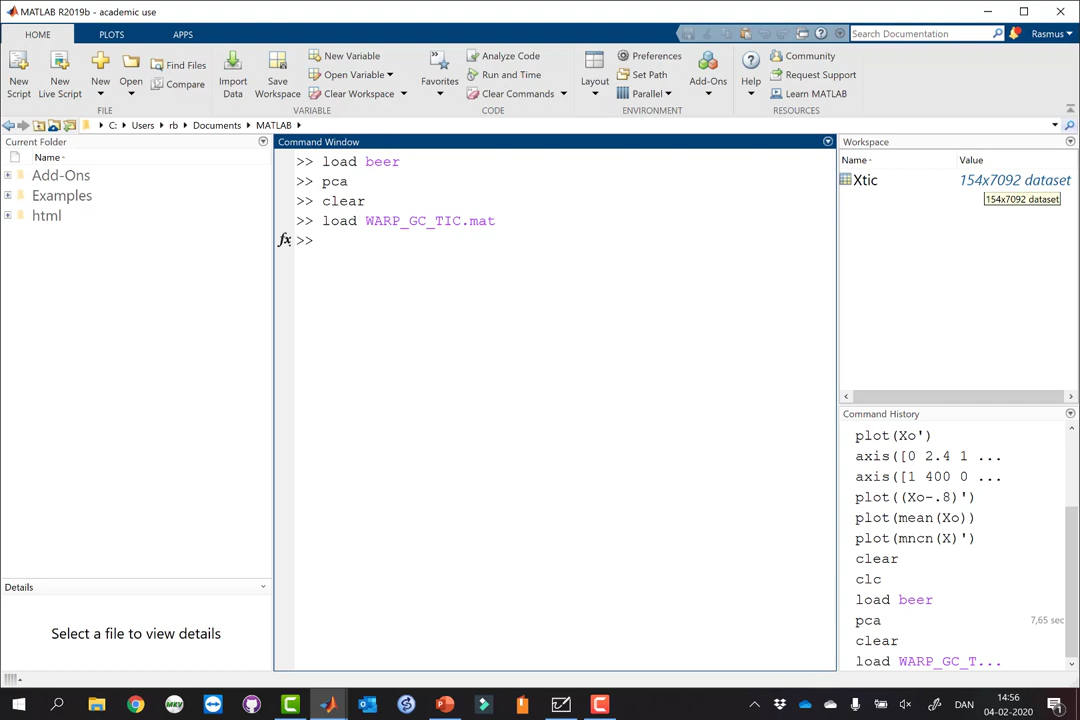 MATLAB R2019b - academic use
HOME PLOTS APPS Search Documentation Rasmus
New Script New Live Script New Open Find Files Compare Import Data Save Workspace New Variable Open Variable Clear Workspace Favorites Analyze Code Run and Time Clear Commands Layout Preferences Set Path Parallel Add-Ons Help Community Request Support Learn MATLAB
FILE VARIABLE CODE ENVIRONMENT RESOURCES
C: Users rb Documents MATLAB
Current Folder
Name
Add-Ons
Examples
html
Details
Select a file to view details
Command Window
>> load beer
>> pca
>> clear
>> load WARP_GC_TIC.mat
fx >>
Workspace
Name Value
Xtic 154x7092 dataset
154x7092 dataset
Command History
plot(Xo')
axis([0 2.4 1 ...
axis([1 400 0 ...
plot((Xo-.8)')
plot(mean(Xo))
plot(mncn(X)')
clear
clc
load beer
pca 7,65 sec
clear
load WARP_GC_T...
MKV
DAN
14:56
04-02-2020
1